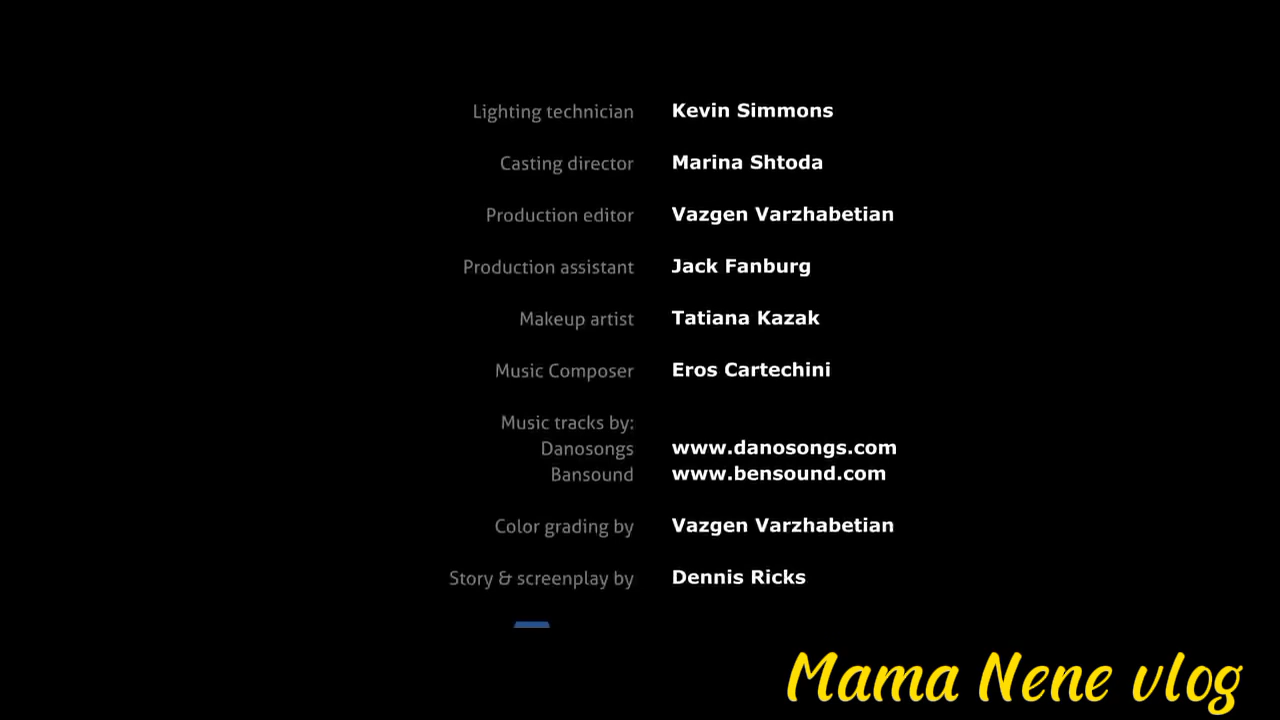 Lighting technician Kevin Simmons
Casting director Marina Shtoda
Production editor Vazgen Varzhabetian
Production assistant Jack Fanburg
Makeup artist Tatiana Kazak
Music Composer Eros Cartechini
Music tracks by:
Danosongs www.danosongs.com
Bansound www.bensound.com
Color grading by Vazgen Varzhabetian
Story & screenplay by Dennis Ricks
Mama Nene vlog